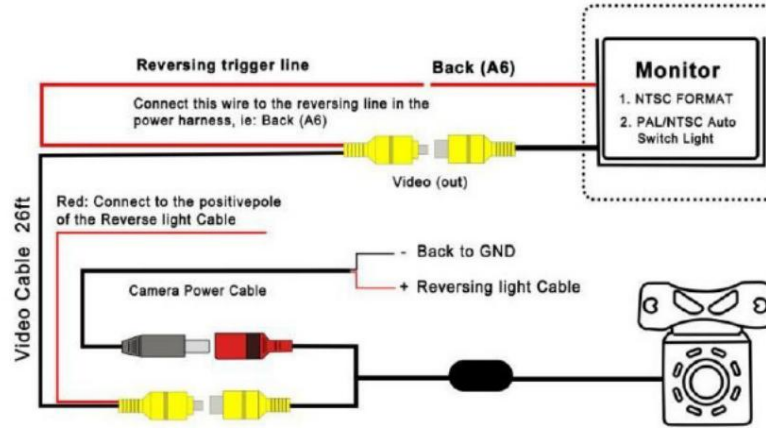 Reversing trigger line
Back (A6)
Connect this wire to the reversing line in the
power harness, ie: Back (A6)
Monitor
1. NTSC FORMAT
2. PAL/NTSC Auto
Switch Light
Video (out)
Red: Connect to the positivepole
of the Reverse light Cable
Video Cable 26ft
- Back to GND
+ Reversing light Cable
Camera Power Cable